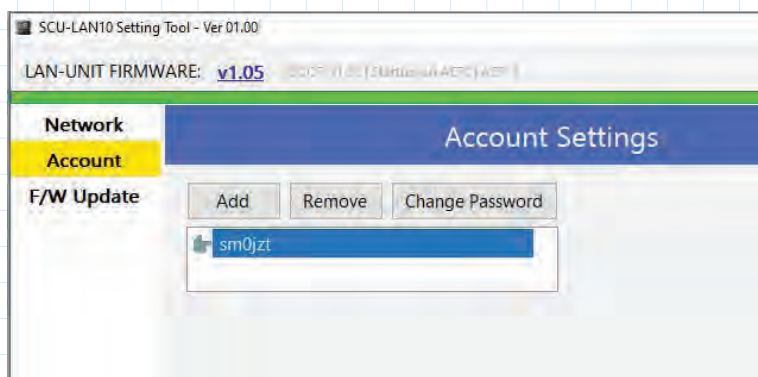 SCU-LAN10 Setting Tool - Ver 01.00
LAN-UNIT FIRMWARE: v1.05
Network
Account
F/W Update
Account Settings
Add Remove Change Password
sm0jzt